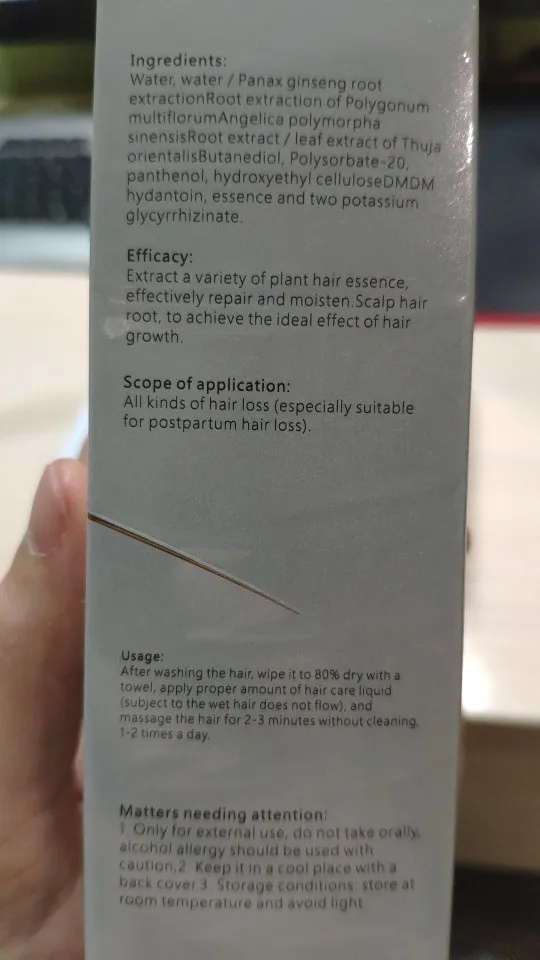 Ingredients:
Water, water / Panax ginseng root
extractionRoot extraction of Polygonum
multiflorumAngelica polymorpha
sinensisRoot extract / leaf extract of Thuja
orientalisButanediol, Polysorbate-20,
panthenol, hydroxyethyl celluloseDMDM
hydantoin, essence and two potassium
glycyrrhizinate.
Efficacy:
Extract a variety of plant hair essence,
effectively repair and moisten.Scalp hair
root, to achieve the ideal effect of hair
growth.
Scope of application:
All kinds of hair loss (especially suitable
for postpartum hair loss).
Usage:
After washing the hair, wipe it to 80% dry with a
towel, apply proper amount of hair care liquid
(subject to the wet hair does not flow), and
massage the hair for 2-3 minutes without cleaning.
1-2 times a day.
Matters needing attention:
1. Only for external use, do not take orally,
alcohol allergy should be used with
caution,2. Keep it in a cool place with a
back cover 3. Storage conditions: store at
room temperature and avoid light